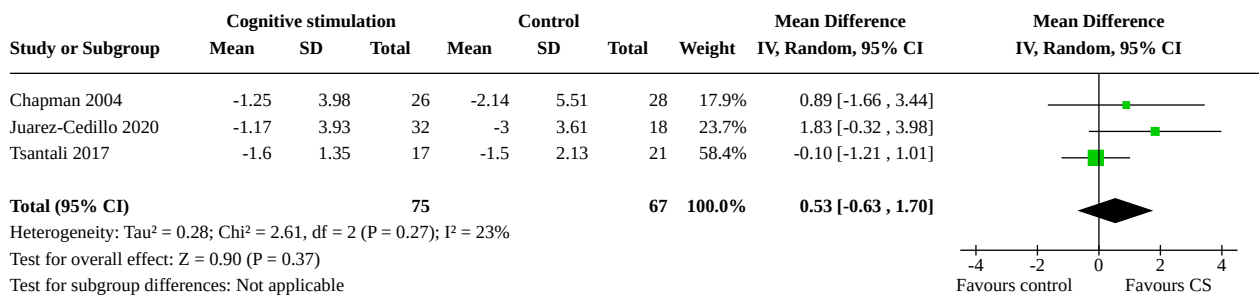 Cognitive stimulation Control Mean Difference Mean Difference
Study or Subgroup Mean SD Total Mean SD Total Weight IV, Random, 95% CI IV, Random, 95% CI
Chapman 2004 -1.25 3.98 26 -2.14 5.51 28 17.9% 0.89 [-1.66 , 3.44]
Juarez-Cedillo 2020 -1.17 3.93 32 -3 3.61 18 23.7% 1.83 [-0.32 , 3.98]
Tsantali 2017 -1.6 1.35 17 -1.5 2.13 21 58.4% -0.10 [-1.21 , 1.01]
Total (95% CI) 75 67 100.0% 0.53 [-0.63 , 1.70]
Heterogeneity: Tau² = 0.28; Chi² = 2.61, df = 2 (P = 0.27); I² = 23%
Test for overall effect: Z = 0.90 (P = 0.37)
Test for subgroup differences: Not applicable
-4 -2 0 2 4
Favours control Favours CS